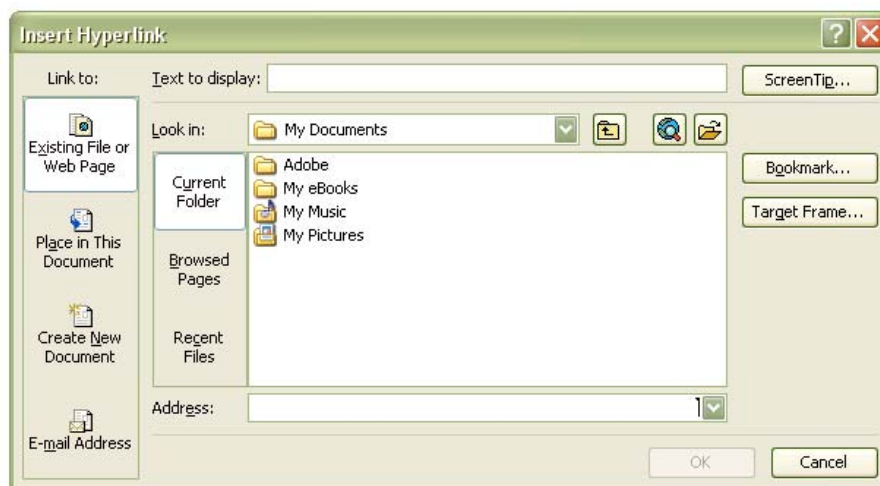 Insert Hyperlink
Link to:
Text to display:
ScreenTip...
Existing File or
Web Page
Look in:
My Documents
Current
Folder
Adobe
My eBooks
My Music
My Pictures
Bookmark...
Target Frame...
Place in This
Document
Browsed
Pages
Create New
Document
Recent
Files
Address:
E-mail Address
OK
Cancel